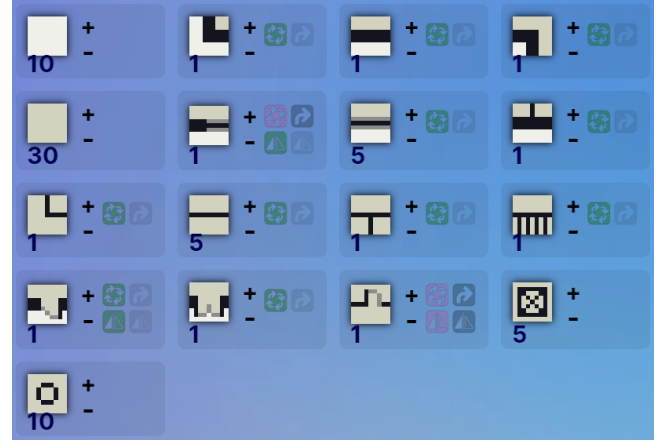 + + + +
- - - -
10 1 1 1
+ + + +
- - - -
30 1 5 1
+ + + +
- - - -
1 5 1 1
+ + + +
- - - -
1 1 1 5
+
-
10